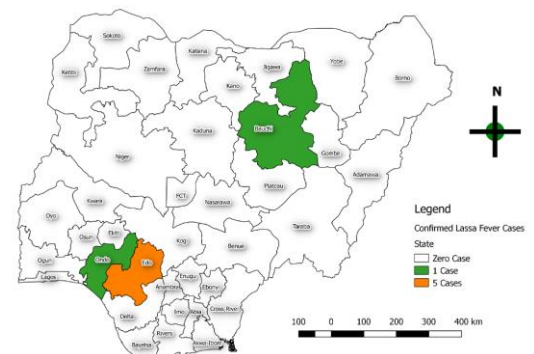 Sokoto
Katsina
Jigawa
Yobe
Borno
Kebbi
Zamfara
Kano
Bauchi
Kaduna
Gombe
Niger
Adamawa
Plateau
FCT
Nasarawa
Kwara
Taraba
Oyo
Ekiti
Osun
Kogi
Benue
Ondo
Edo
Ogun
Lagos
Enugu
Anambra
Ebonyi
Delta
Imo
Abia
Cross River
Rivers
Bayelsa
Akwa Ibom
N
Legend
Confirmed Lassa Fever Cases
State
Zero Case
1 Case
5 Cases
100 0 100 200 300 400 km